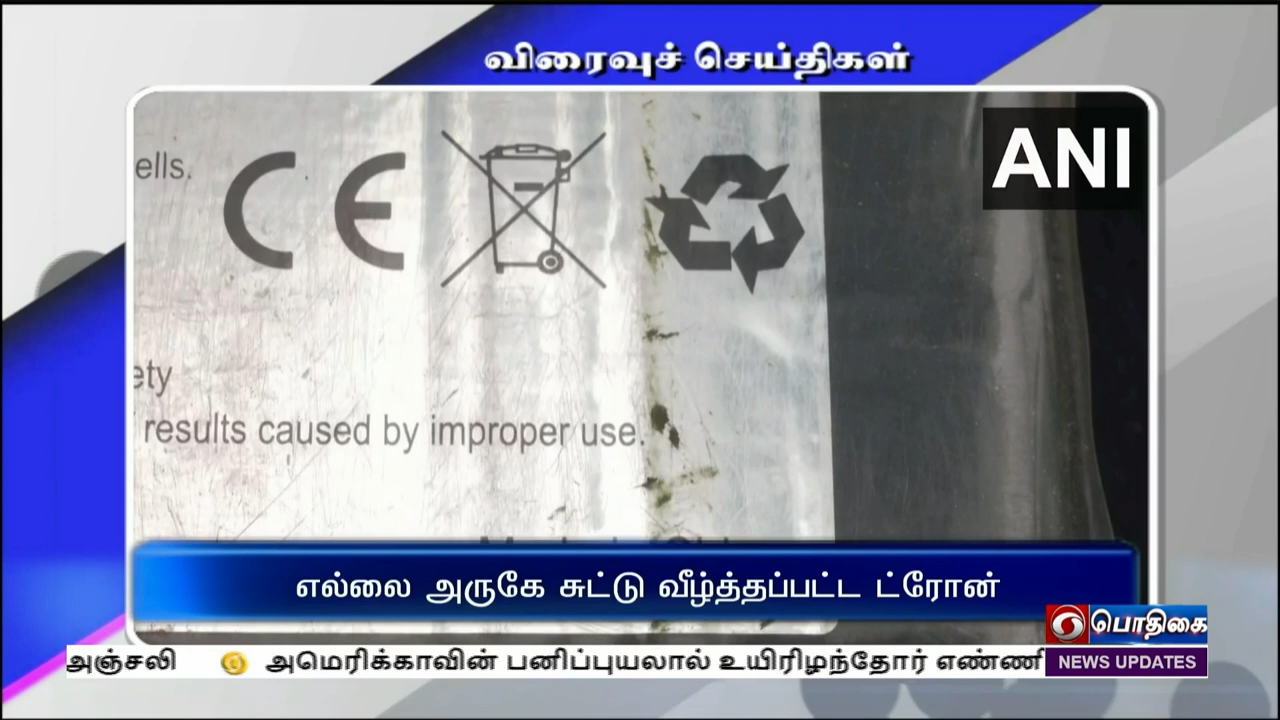 விரைவுச் செய்திகள்
ANI
ells.
CE
ety
results caused by improper use.
எல்லை அருகே சுட்டு வீழ்த்தப்பட்ட ட்ரோன்
பொதிகை
அஞ்சலி அமெரிக்காவின் பனிப்புயலால் உயிரிழந்தோர் எண்ணி
NEWS UPDATES